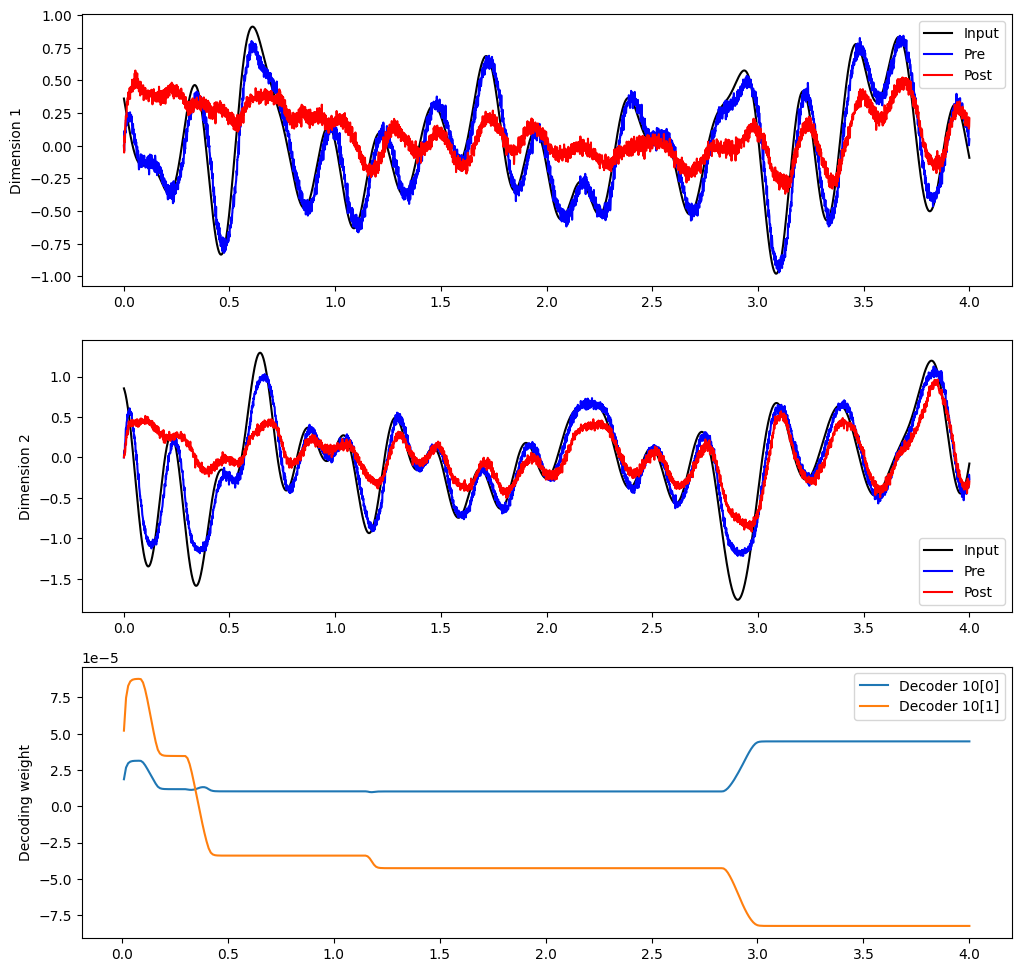 1.00
0.75
0.50
0.25
0.00
−0.25
−0.50
−0.75
−1.00
Dimension 1
Input
Pre
Post
0.0 0.5 1.0 1.5 2.0 2.5 3.0 3.5 4.0
1.0
0.5
0.0
−0.5
−1.0
−1.5
Dimension 2
Input
Pre
Post
0.0 0.5 1.0 1.5 2.0 2.5 3.0 3.5 4.0
1e−5
7.5
5.0
2.5
0.0
−2.5
−5.0
−7.5
Decoding weight
Decoder 10[0]
Decoder 10[1]
0.0 0.5 1.0 1.5 2.0 2.5 3.0 3.5 4.0